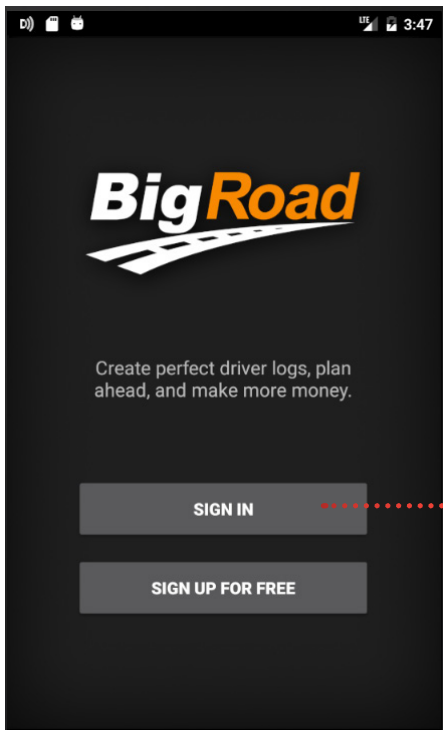 D)) LTE 3:47
BigRoad
Create perfect driver logs, plan
ahead, and make more money.
SIGN IN
SIGN UP FOR FREE